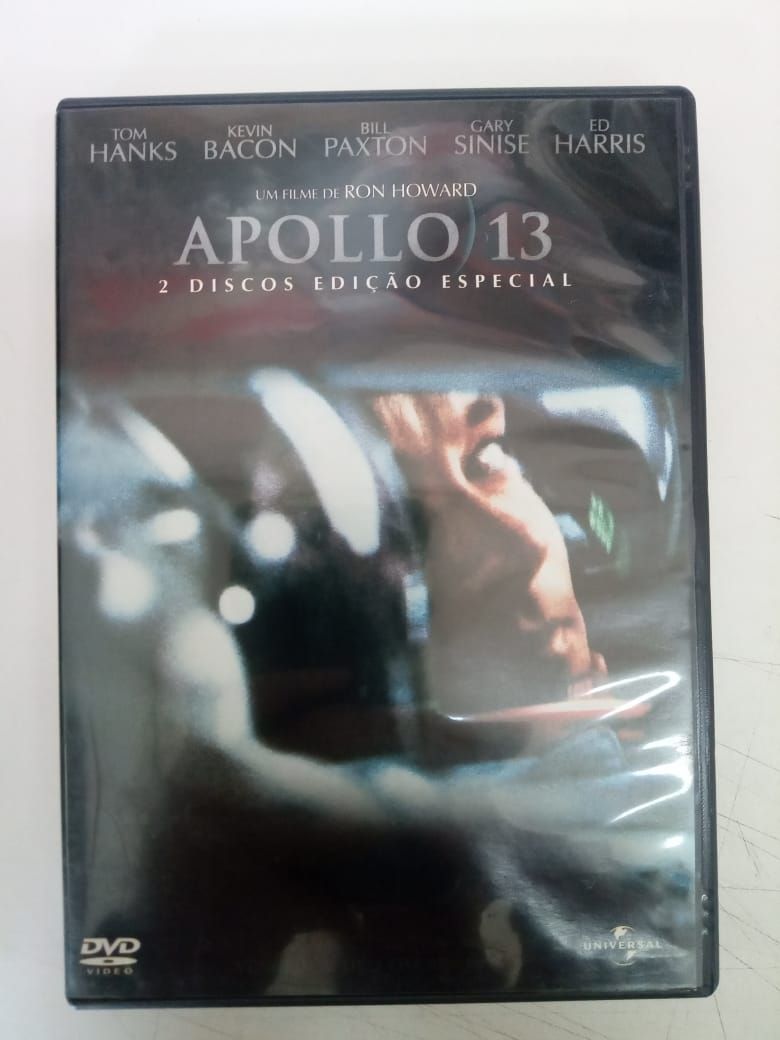 TOM HANKS KEVIN BACON BILL PAXTON GARY SINISE ED HARRIS
UM FILME DE RON HOWARD
APOLLO 13
2 DISCOS EDIÇÃO ESPECIAL
DVD
VIDEO
UNIVERSAL